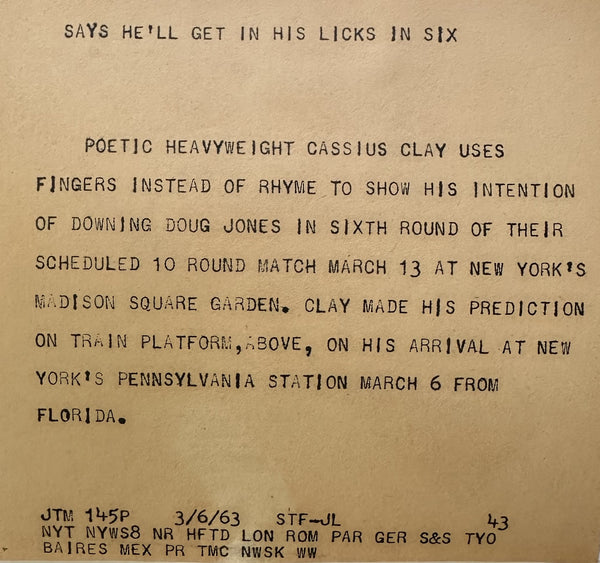 SAYS HE'LL GET IN HIS LICKS IN SIX
POETIC HEAVYWEIGHT CASSIUS CLAY USES
FINGERS INSTEAD OF RHYME TO SHOW HIS INTENTION
OF DOWNING DOUG JONES IN SIXTH ROUND OF THEIR
SCHEDULED 10 ROUND MATCH MARCH 13 AT NEW YORK'S
MADISON SQUARE GARDEN. CLAY MADE HIS PREDICTION
ON TRAIN PLATFORM,ABOVE, ON HIS ARRIVAL AT NEW
YORK'S PENNSYLVANIA STATION MARCH 6 FROM
FLORIDA.
JTM 145P 3/6/63 STF-JL 43
NYT NYWS8 NR HFTD LON ROM PAR GER S&S TYO
BAIRES MEX PR TMC NWSK WW